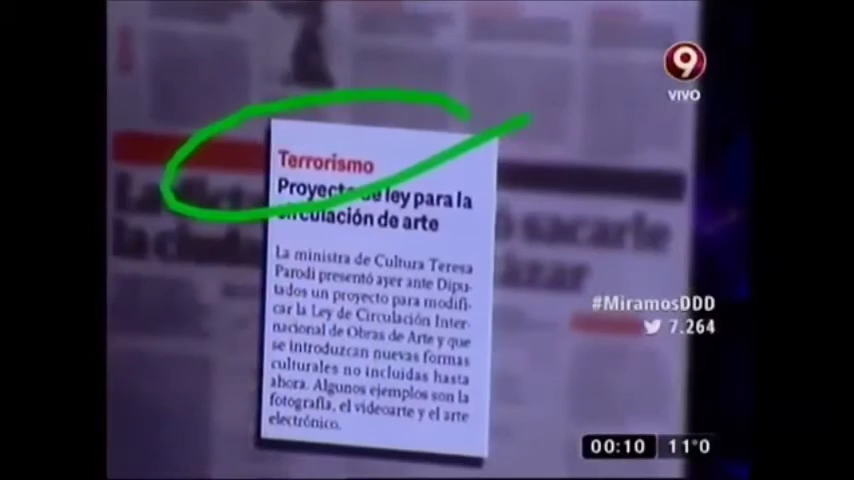 9
VIVO
Terrorismo
Proyecto de ley para la
circulación de arte
La ministra de Cultura Teresa
Parodi presentó ayer ante Dipu-
tados un proyecto para modifi-
car la Ley de Circulación Inter-
nacional de Obras de Arte y que
se introduzcan nuevas formas
culturales no incluidas hasta
ahora. Algunos ejemplos son la
fotografía, el videoarte y el arte
electrónico.
la
ó sacarle
ázar
#MiramosDDD
7.264
00:10 11°0